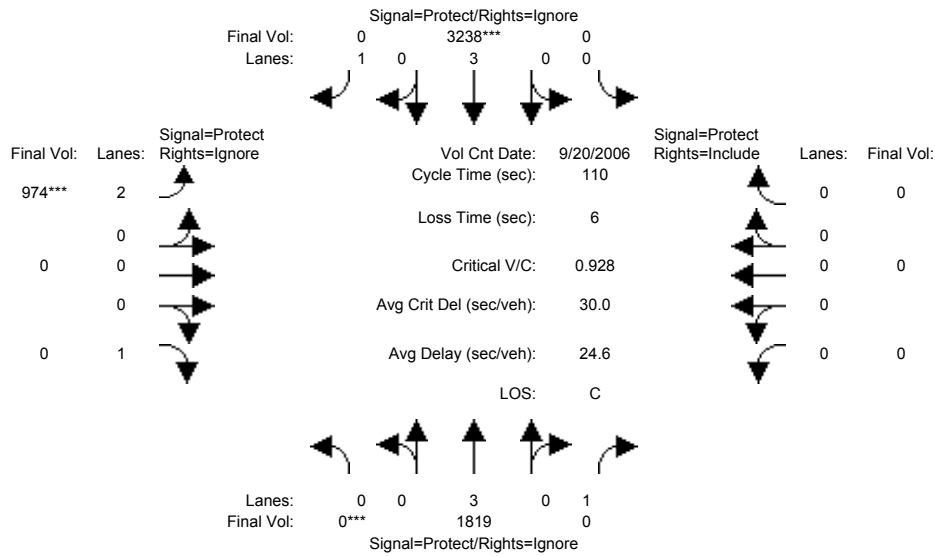 Signal=Protect/Rights=Ignore
Final Vol: 0 3238*** 0
Lanes: 1 0 3 0 0
Signal=Protect Signal=Protect
Final Vol: Lanes: Rights=Ignore Vol Cnt Date: 9/20/2006 Rights=Include Lanes: Final Vol:
Cycle Time (sec): 110
974*** 2 0 0
Loss Time (sec): 6
0 0
0 0 Critical V/C: 0.928 0 0
0 Avg Crit Del (sec/veh): 30.0 0
0 1 Avg Delay (sec/veh): 24.6 0 0
LOS: C
Lanes: 0 0 3 0 1
Final Vol: 0*** 1819 0
Signal=Protect/Rights=Ignore